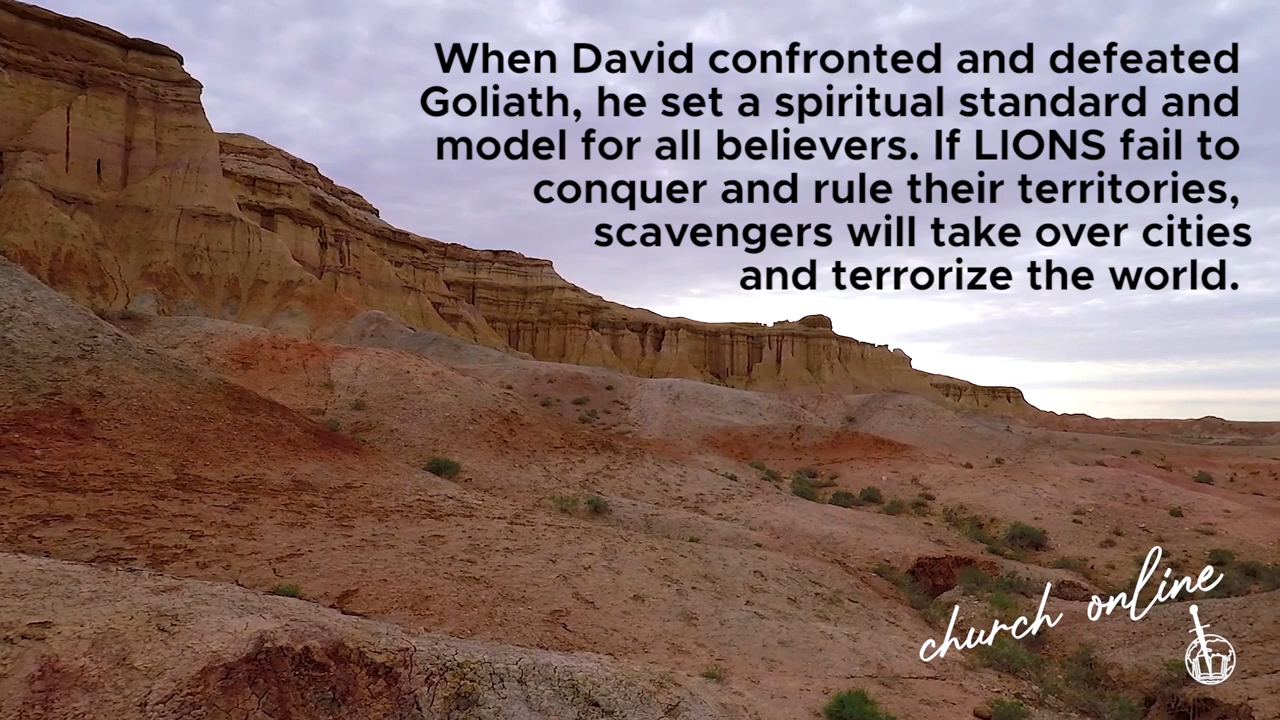 When David confronted and defeated
Goliath, he set a spiritual standard and
model for all believers. If LIONS fail to
conquer and rule their territories,
scavengers will take over cities
and terrorize the world.
church online